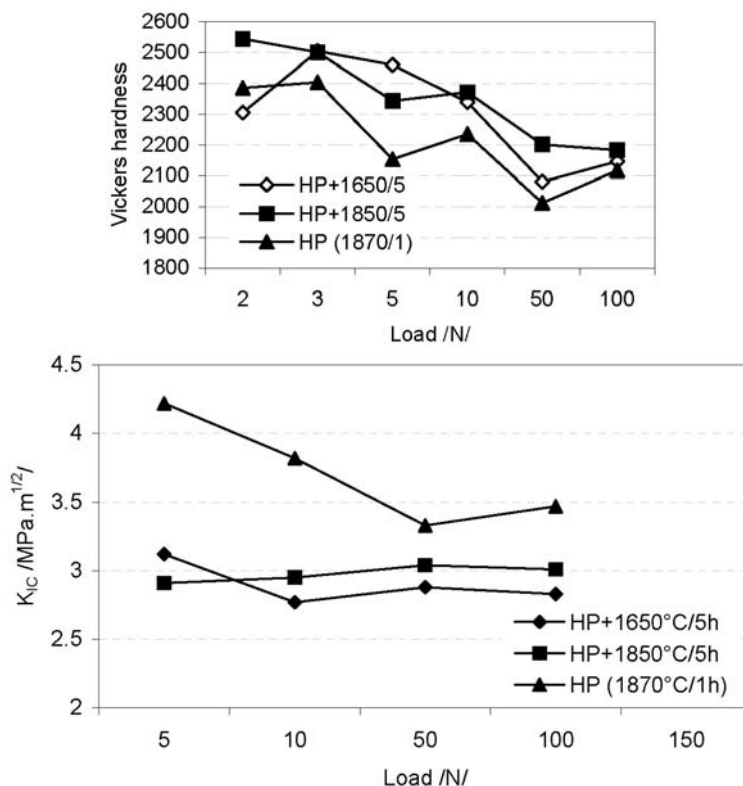 2600
2500
2400
2300
2200
2100
2000
1900
1800
Vickers hardness
HP+1650/5
HP+1850/5
HP (1870/1)
2 3 5 10 50 100
Load /N/
4.5
4
3.5
3
2.5
2
K_IC /MPa.m^1/2/
HP+1650°C/5h
HP+1850°C/5h
HP (1870°C/1h)
5 10 50 100 150
Load /N/